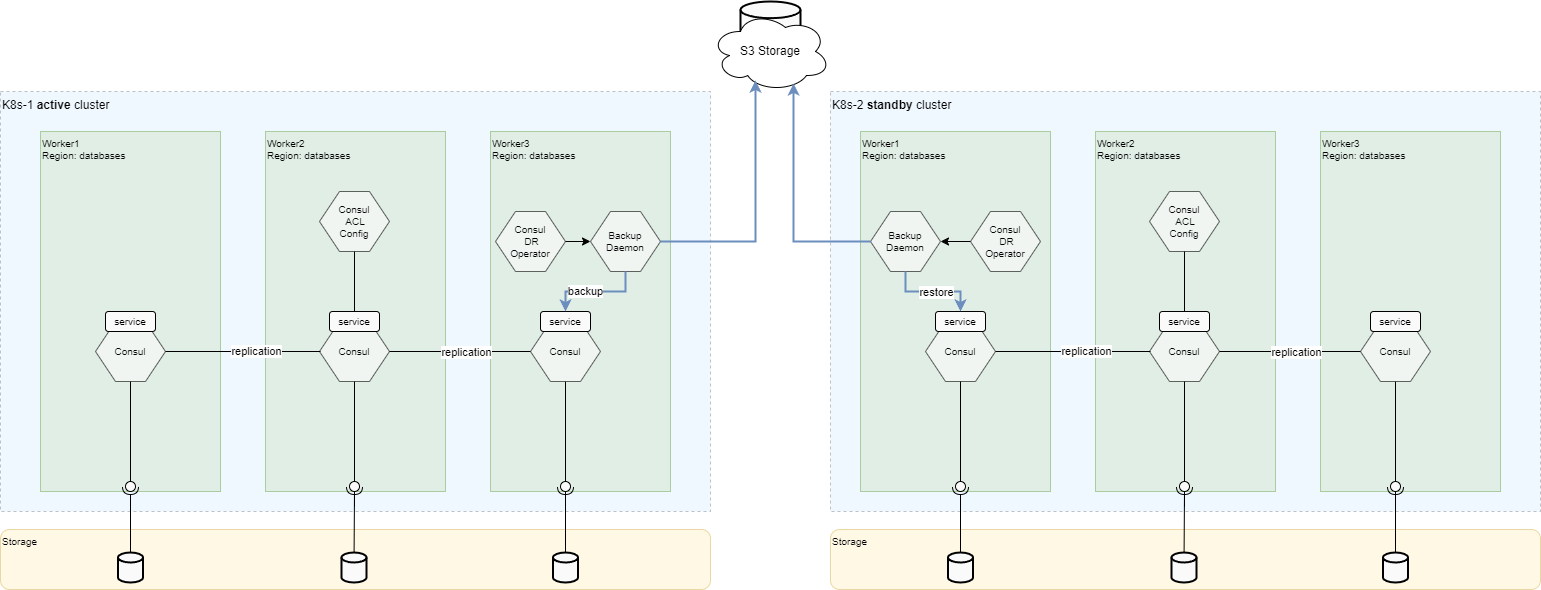 S3 Storage
K8s-1 active cluster
Worker1
Region: databases
Worker2
Region: databases
Worker3
Region: databases
Consul
ACL
Config
Consul
DR
Operator
Backup
Daemon
backup
service
service
service
Consul
replication
Consul
replication
Consul
Storage
K8s-2 standby cluster
Worker1
Region: databases
Worker2
Region: databases
Worker3
Region: databases
Backup
Daemon
Consul
DR
Operator
Consul
ACL
Config
restore
service
service
service
Consul
replication
Consul
replication
Consul
Storage